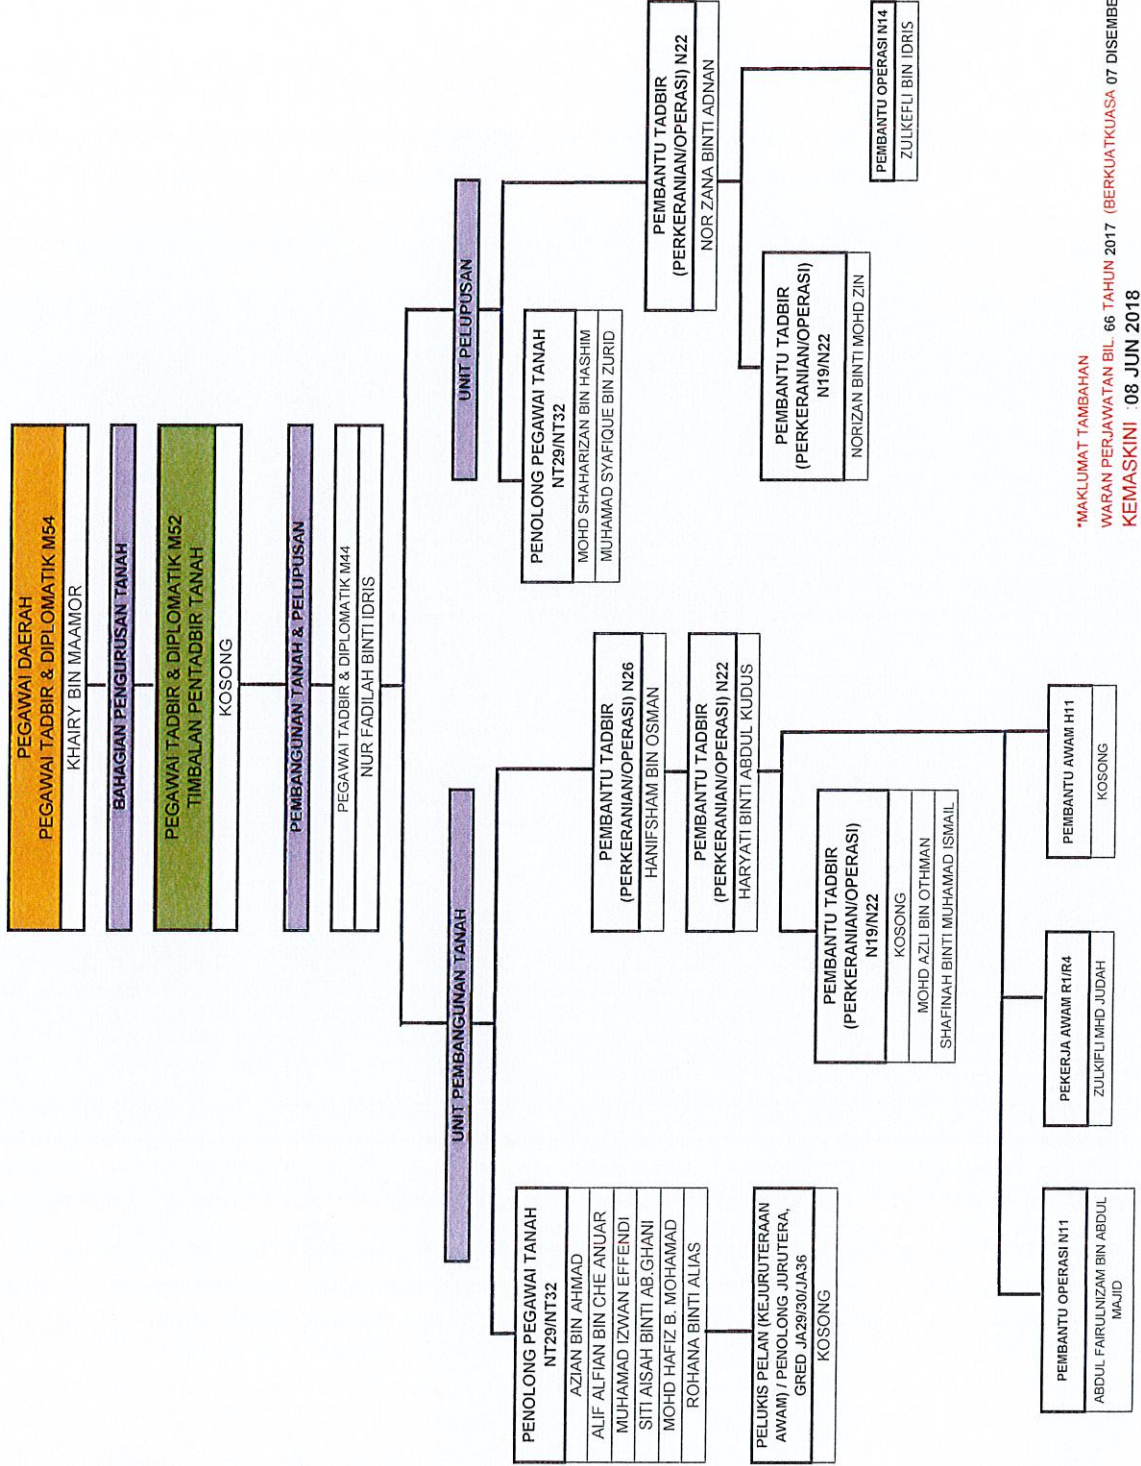 PEGAWAI DAERAH
PEGAWAI TADBIR & DIPLOMATIK M54
KHAIRY BIN MAAMOR
BAHAGIAN PENGURUSAN TANAH
PEGAWAI TADBIR & DIPLOMATIK M52
TIMBALAN PENTADBIR TANAH
KOSONG
PEMBANGUNAN TANAH & PELUPUSAN
PEGAWAI TADBIR & DIPLOMATIK M44
NUR FADILAH BINTI IDRIS
UNIT PEMBANGUNAN TANAH
PENOLONG PEGAWAI TANAH
NT29/NT32
AZIAN BIN AHMAD
ALIF ALFIAN BIN CHE ANUAR
MUHAMAD IZWAN EFFENDI
SITI AISAH BINTI AB.GHANI
MOHD HAFIZ B. MOHAMAD
ROHANA BINTI ALIAS
PELUKIS PELAN (KEJURUTERAAN
AWAM) / PENOLONG JURUTERA,
GRED JA29/30/JA36
KOSONG
PEMBANTU TADBIR
(PERKERANIAN/OPERASI) N26
HANIFSHAM BIN OSMAN
PEMBANTU TADBIR
(PERKERANIAN/OPERASI) N22
HARYATI BINTI ABDUL KUDUS
PEMBANTU TADBIR
(PERKERANIAN/OPERASI)
N19/N22
KOSONG
MOHD AZLI BIN OTHMAN
SHAFINAH BINTI MUHAMAD ISMAIL
PEMBANTU OPERASI N11
ABDUL FAIRULNIZAM BIN ABDUL
MAJID
PEKERJA AWAM R1/R4
ZULKIFLI MHD JUDAH
PEMBANTU AWAM H11
KOSONG
UNIT PELUPUSAN
PENOLONG PEGAWAI TANAH
NT29/NT32
MOHD SHAHARIZAN BIN HASHIM
MUHAMAD SYAFIQUE BIN ZURID
PEMBANTU TADBIR
(PERKERANIAN/OPERASI) N22
NOR ZANA BINTI ADNAN
PEMBANTU TADBIR
(PERKERANIAN/OPERASI)
N19/N22
NORIZAN BINTI MOHD ZIN
PEMBANTU OPERASI N14
ZULKEFLI BIN IDRIS
*MAKLUMAT TAMBAHAN
WARAN PERJAWATAN BIL. 66 TAHUN 2017 (BERKUATKUASA 07 DISEMBE
KEMASKINI :08 JUN 2018